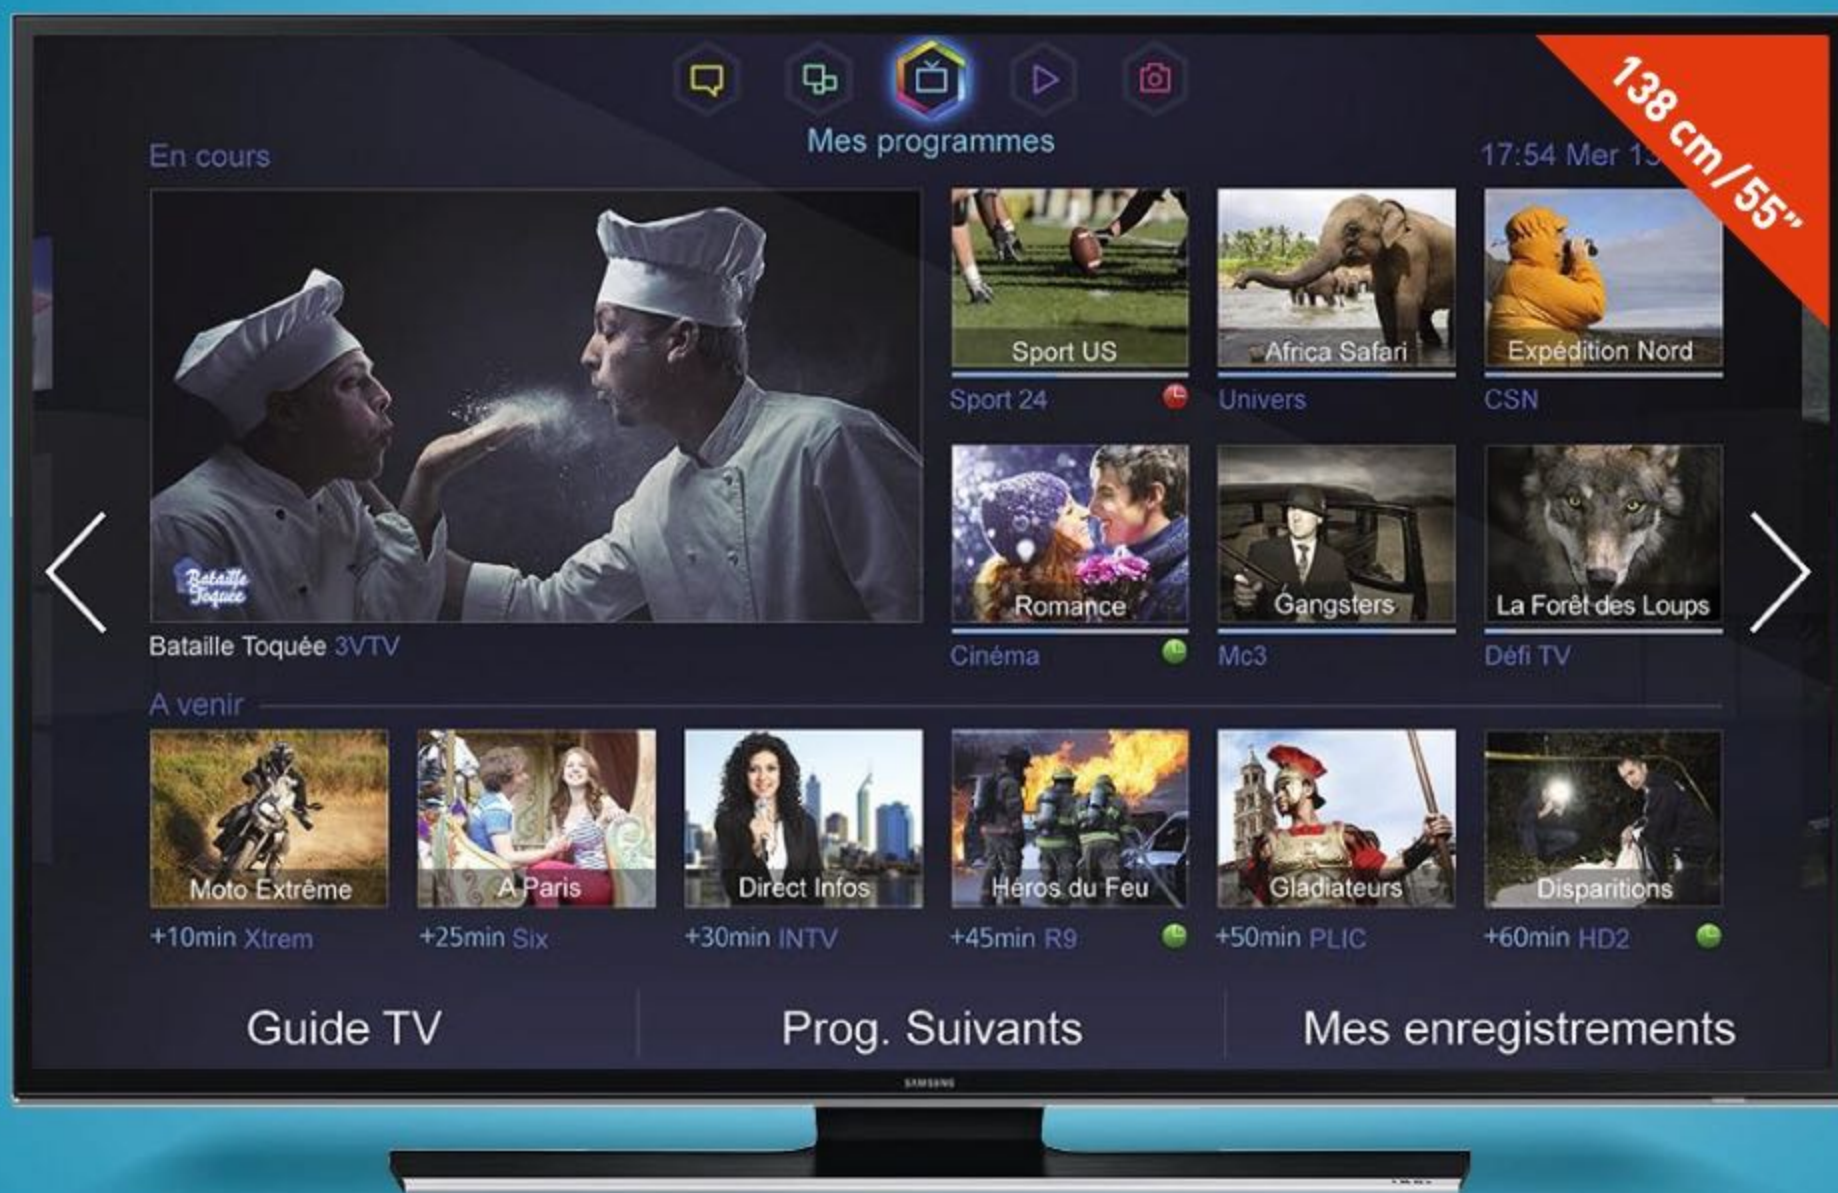 Mes programmes
En cours
17:54 Mer
138 cm/55”
Bataille
Toquée
Bataille Toquée 3VTV
Sport US
Africa Safari
Expédition Nord
Sport 24
Univers
CSN
Romance
Gangsters
La Forêt des Loups
Cinéma
Mc3
Défi TV
A venir
Moto Extrême
A Paris
Direct Infos
Héros du Feu
Gladiateurs
Disparitions
+10min Xtrem
+25min Six
+30min INTV
+45min R9
+50min PLIC
+60min HD2
Guide TV
Prog. Suivants
Mes enregistrements
SAMSUNG